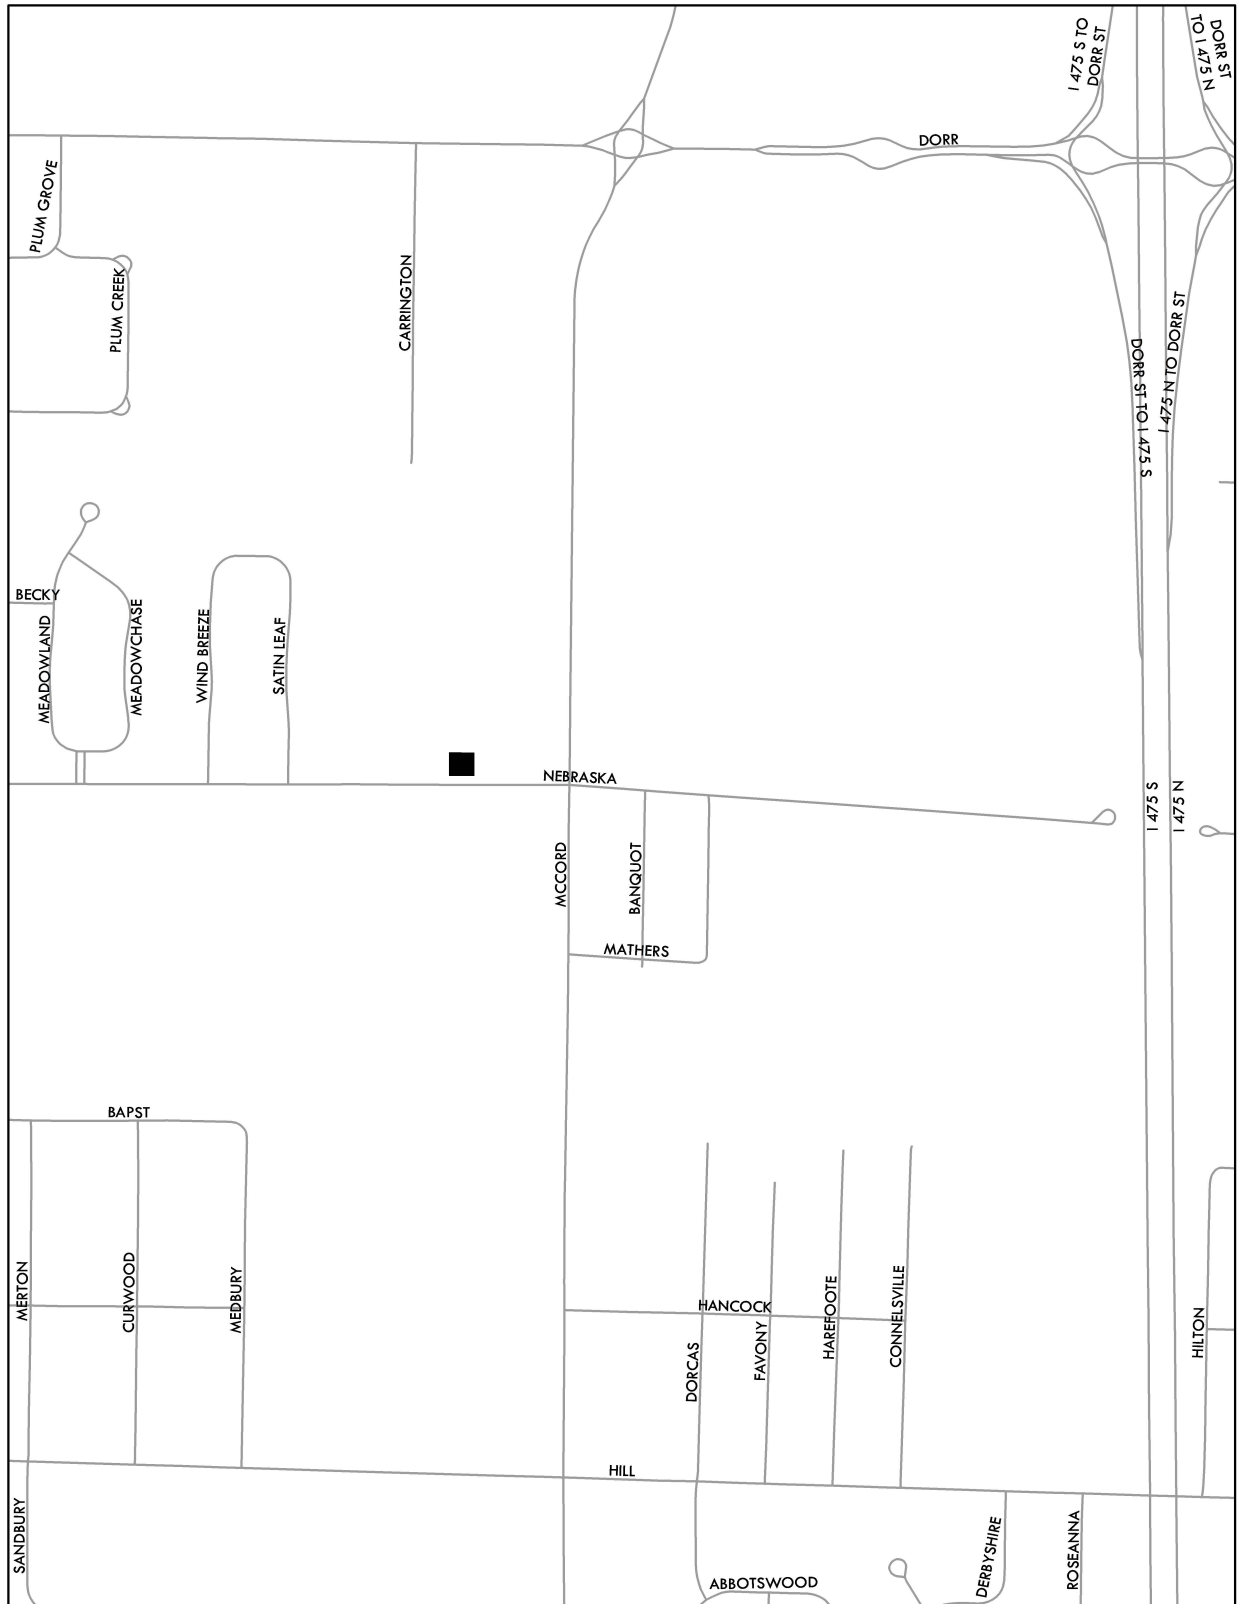 I 475 S TO
DORR ST
DORR ST
TO I 475 N
DORR
PLUM GROVE
PLUM CREEK
CARRINGTON
DORR ST TO I 475 S
I 475 N TO DORR ST
BECKY
MEADOWLAND
MEADOWCHASE
WIND BREEZE
SATIN LEAF
NEBRASKA
I 475 S
I 475 N
MCCORD
BANQUOT
MATHERS
BAPST
MERTON
CURWOOD
MEDBURY
HANCOCK
DORCAS
FAVONY
HAREFOOTE
CONNELSVILLE
HILTON
HILL
SANDBURY
ABBOTSWOOD
DERBYSHIRE
ROSEANNA